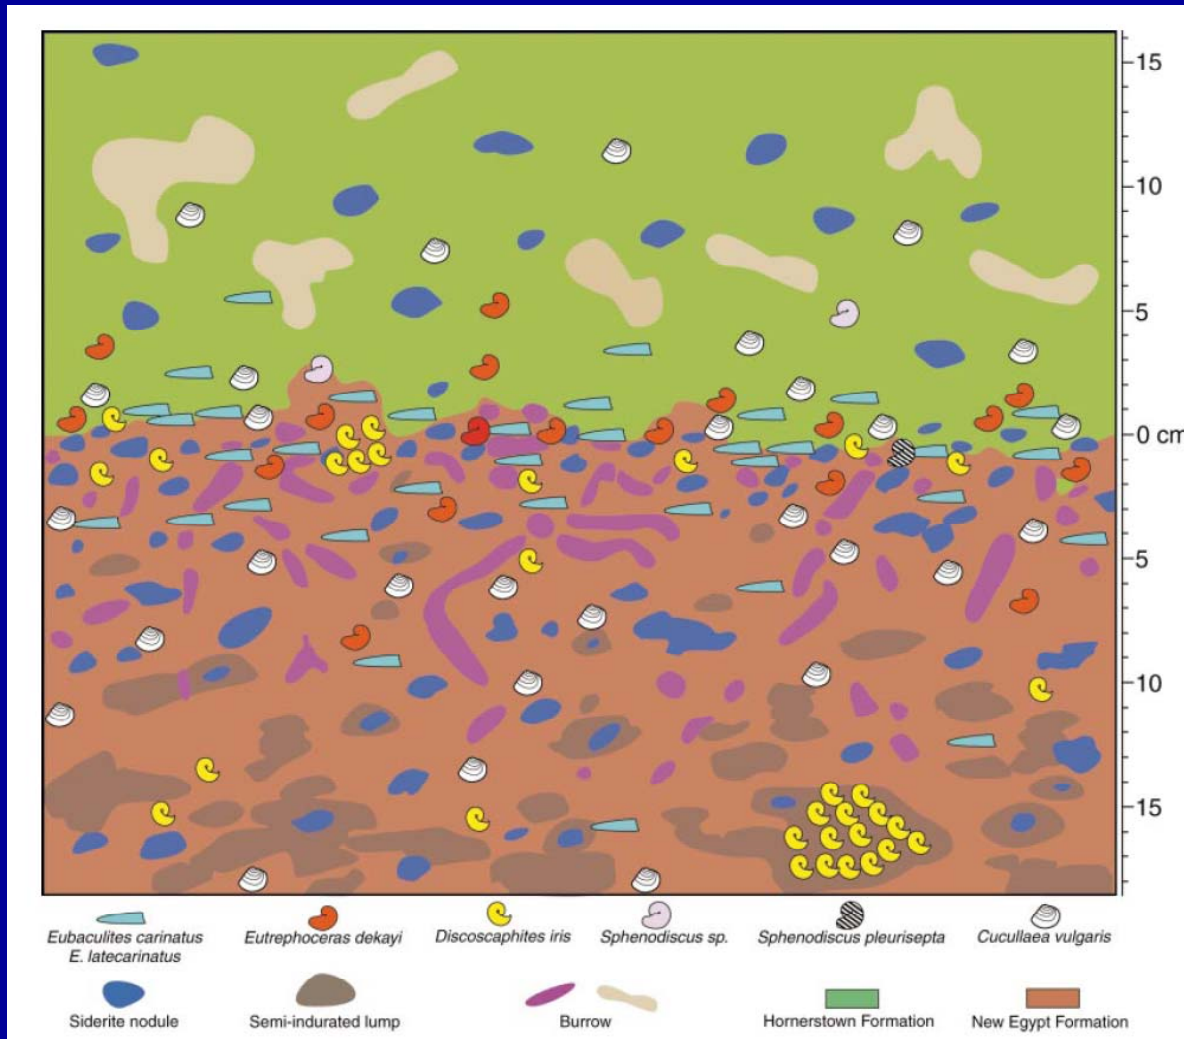 15
10
5
0 cm
5
10
15
Eubaculites carinatus
E. latecarinatus
Eutrephoceras dekayi
Discoscaphites iris
Sphenodiscus sp.
Sphenodiscus pleurisepta
Cucullaea vulgaris
Siderite nodule
Semi-indurated lump
Burrow
Hornerstown Formation
New Egypt Formation